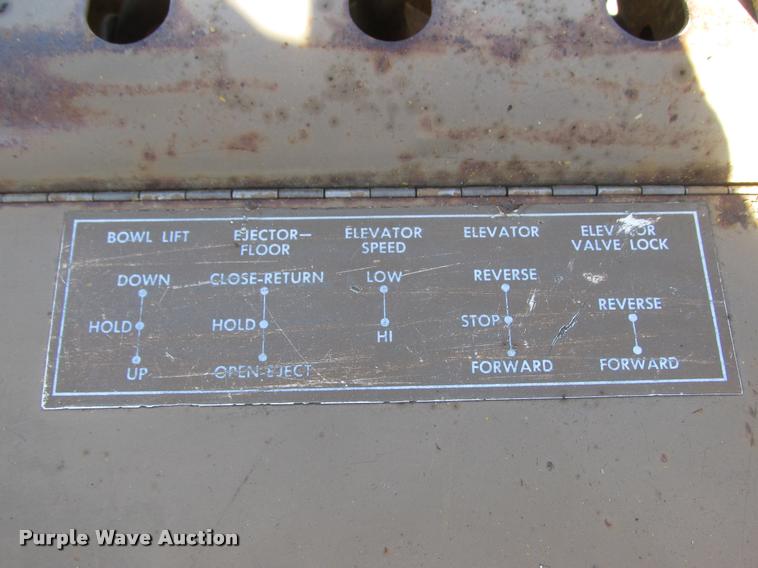 BOWL LIFT
DOWN
HOLD
UP
EJECTOR—
FLOOR
CLOSE-RETURN
HOLD
OPEN-EJECT
ELEVATOR
SPEED
LOW
HI
ELEVATOR
REVERSE
STOP
FORWARD
ELEVATOR
VALVE LOCK
REVERSE
FORWARD
Purple Wave Auction